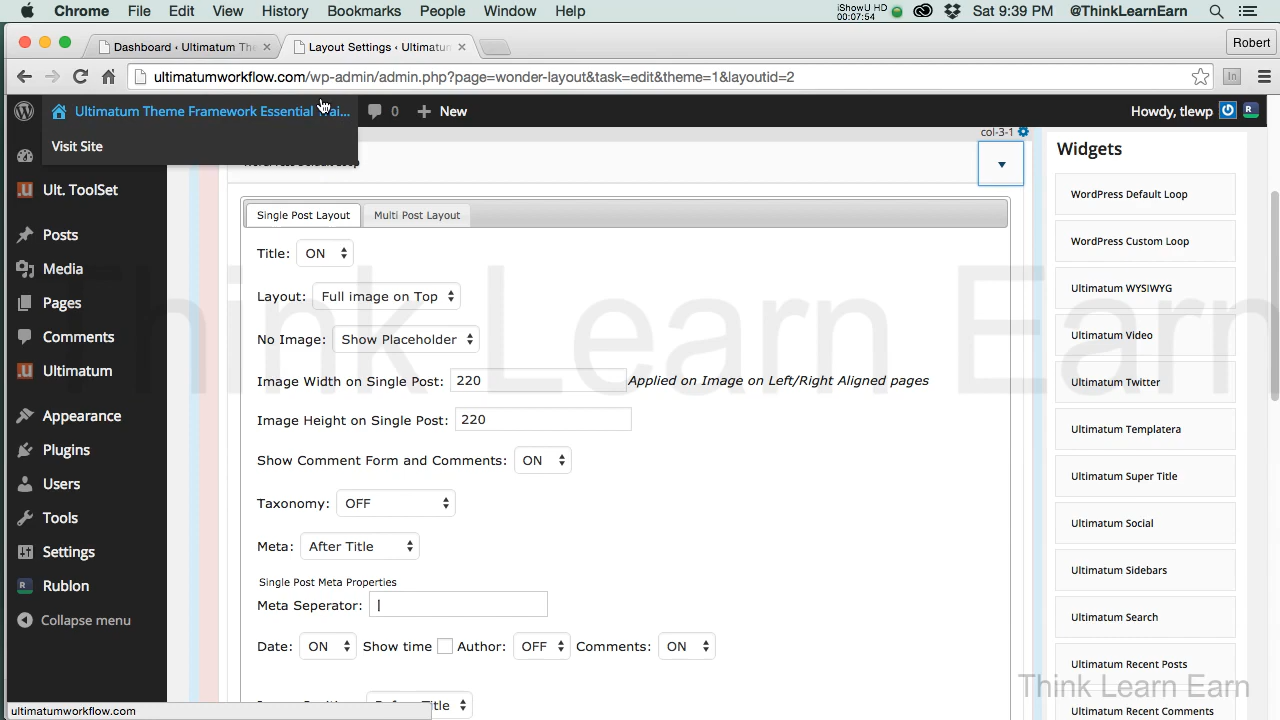 Chrome File Edit View History Bookmarks People Window Help iShowU HD 00:07:54 Sat 9:39 PM @ThinkLearnEarn
Dashboard ‹ Ultimatum The × Layout Settings ‹ Ultimatu × Robert
ultimatumworkflow.com/wp-admin/admin.php?page=wonder-layout&task=edit&theme=1&layoutid=2
Ultimatum Theme Framework Essential Trai... 0 + New Howdy, tlewp
Visit Site
col-3-1
Ult. ToolSet
Posts
Media
Pages
Comments
Ultimatum
Appearance
Plugins
Users
Tools
Settings
Rublon
Collapse menu
Single Post Layout Multi Post Layout
Title: ON
Layout: Full image on Top
No Image: Show Placeholder
Image Width on Single Post: 220 Applied on Image on Left/Right Aligned pages
Image Height on Single Post: 220
Show Comment Form and Comments: ON
Taxonomy: OFF
Meta: After Title
Single Post Meta Properties
Meta Seperator: |
Date: ON Show time Author: OFF Comments: ON
Widgets
WordPress Default Loop
WordPress Custom Loop
Ultimatum WYSIWYG
Ultimatum Video
Ultimatum Twitter
Ultimatum Templatera
Ultimatum Super Title
Ultimatum Social
Ultimatum Sidebars
Ultimatum Search
Ultimatum Recent Posts
Ultimatum Recent Comments
Think Learn Earn
Think Learn Earn
ultimatumworkflow.com